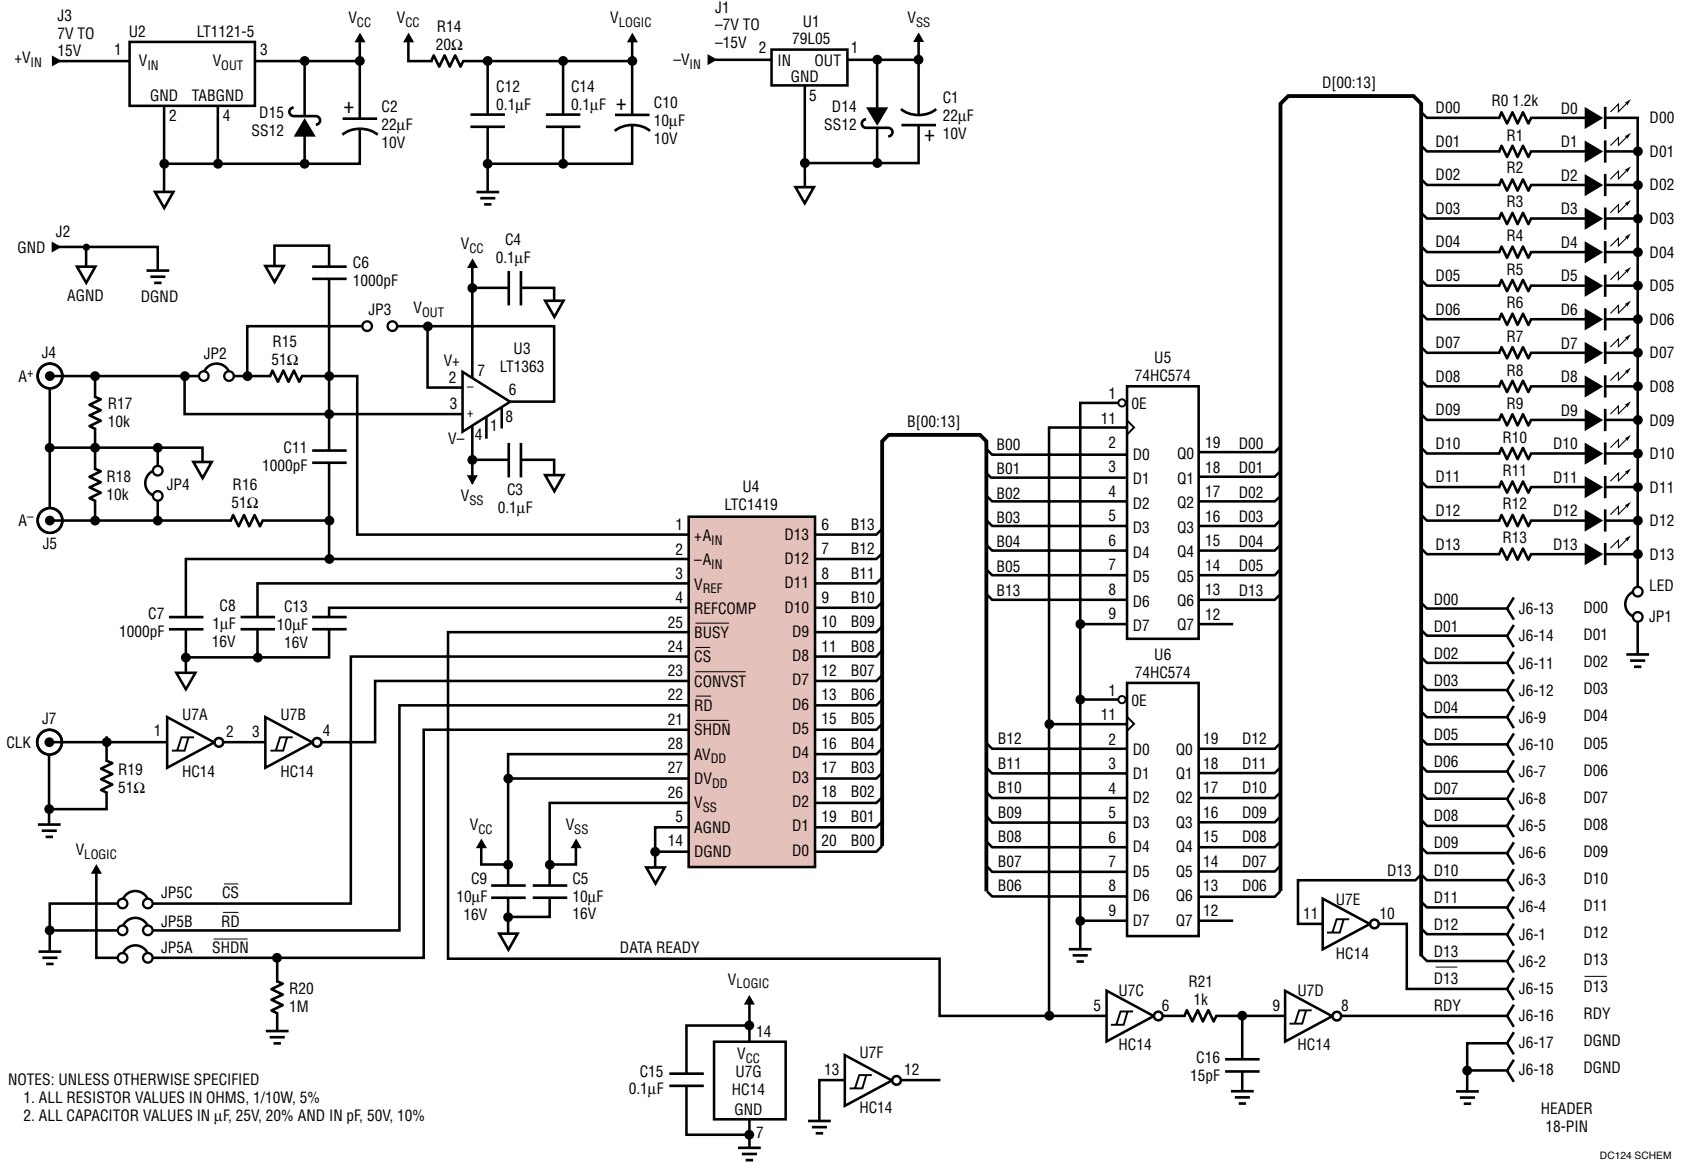 J3
7V TO
15V
+VIN
U2
LT1121-5
1
VIN
VOUT
3
GND
TABGND
2
4
VCC
D15
SS12
+
C2
22µF
10V
VCC
R14
20Ω
VLOGIC
C12
0.1µF
C14
0.1µF
+
C10
10µF
10V
J1
–7V TO
–15V
–VIN
U1
79L05
2
IN
OUT
1
GND
5
VSS
D14
SS12
C1
22µF
10V
+
GND
J2
AGND
DGND
C6
1000pF
VCC
C4
0.1µF
JP3
VOUT
U3
LT1363
V+
7
2
–
3
+
6
8
1
4
V–
VSS
C3
0.1µF
J4
A+
JP2
R15
51Ω
R17
10k
C11
1000pF
R18
10k
JP4
R16
51Ω
A–
J5
C7
1000pF
C8
1µF
16V
C13
10µF
16V
J7
CLK
U7A
1
2
HC14
U7B
3
4
HC14
R19
51Ω
VLOGIC
JP5C
CS
JP5B
RD
JP5A
SHDN
R20
1M
VCC
VSS
C9
10µF
16V
C5
10µF
16V
U4
LTC1419
1
+AIN
D13
6
B13
2
–AIN
D12
7
B12
3
VREF
D11
8
B11
4
REFCOMP
D10
9
B10
25
BUSY
D9
10
B09
24
CS
D8
11
B08
23
CONVST
D7
12
B07
22
RD
D6
13
B06
21
SHDN
D5
15
B05
28
AVDD
D4
16
B04
27
DVDD
D3
17
B03
26
VSS
D2
18
B02
5
AGND
D1
19
B01
14
DGND
D0
20
B00
DATA READY
B[00:13]
U5
74HC574
1
0E
11
B00
2
D0
Q0
19
D00
B01
3
D1
Q1
18
D01
B02
4
D2
Q2
17
D02
B03
5
D3
Q3
16
D03
B04
6
D4
Q4
15
D04
B05
7
D5
Q5
14
D05
B13
8
D6
Q6
13
D13
9
D7
Q7
12
U6
74HC574
1
0E
11
B12
2
D0
Q0
19
D12
B11
3
D1
Q1
18
D11
B10
4
D2
Q2
17
D10
B09
5
D3
Q3
16
D09
B08
6
D4
Q4
15
D08
B07
7
D5
Q5
14
D07
B06
8
D6
Q6
13
D06
9
D7
Q7
12
D[00:13]
D00
R0 1.2k
D0
D00
D01
R1
D1
D01
D02
R2
D2
D02
D03
R3
D3
D03
D04
R4
D4
D04
D05
R5
D5
D05
D06
R6
D6
D06
D07
R7
D7
D07
D08
R8
D8
D08
D09
R9
D9
D09
D10
R10
D10
D10
D11
R11
D11
D11
D12
R12
D12
D12
D13
R13
D13
D13
LED
JP1
D00
J6-13
D00
D01
J6-14
D01
D02
J6-11
D02
D03
J6-12
D03
D04
J6-9
D04
D05
J6-10
D05
D06
J6-7
D06
D07
J6-8
D07
D08
J6-5
D08
D09
J6-6
D09
D13
D10
J6-3
D10
D11
J6-4
D11
D12
J6-1
D12
D13
J6-2
D13
D13
J6-15
D13
RDY
J6-16
RDY
J6-17
DGND
J6-18
DGND
HEADER
18-PIN
U7E
11
10
HC14
U7C
5
6
HC14
R21
1k
C16
15pF
U7D
9
8
HC14
VLOGIC
14
VCC
U7G
HC14
GND
7
C15
0.1µF
U7F
13
12
HC14
NOTES: UNLESS OTHERWISE SPECIFIED
1. ALL RESISTOR VALUES IN OHMS, 1/10W, 5%
2. ALL CAPACITOR VALUES IN µF, 25V, 20% AND IN pF, 50V, 10%
DC124 SCHEM